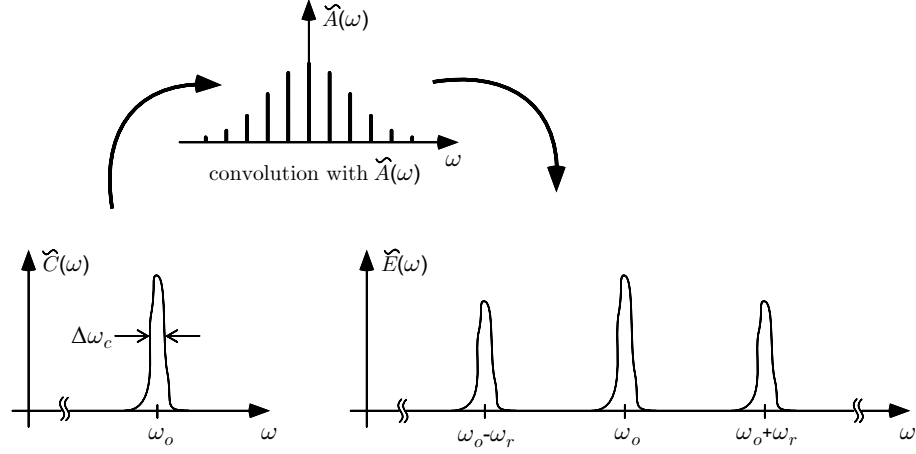 Ã(ω)
ω
convolution with Ã(ω)
C̃(ω)
Δω_c
ω_o
ω
Ẽ(ω)
ω_o-ω_r
ω_o
ω_o+ω_r
ω